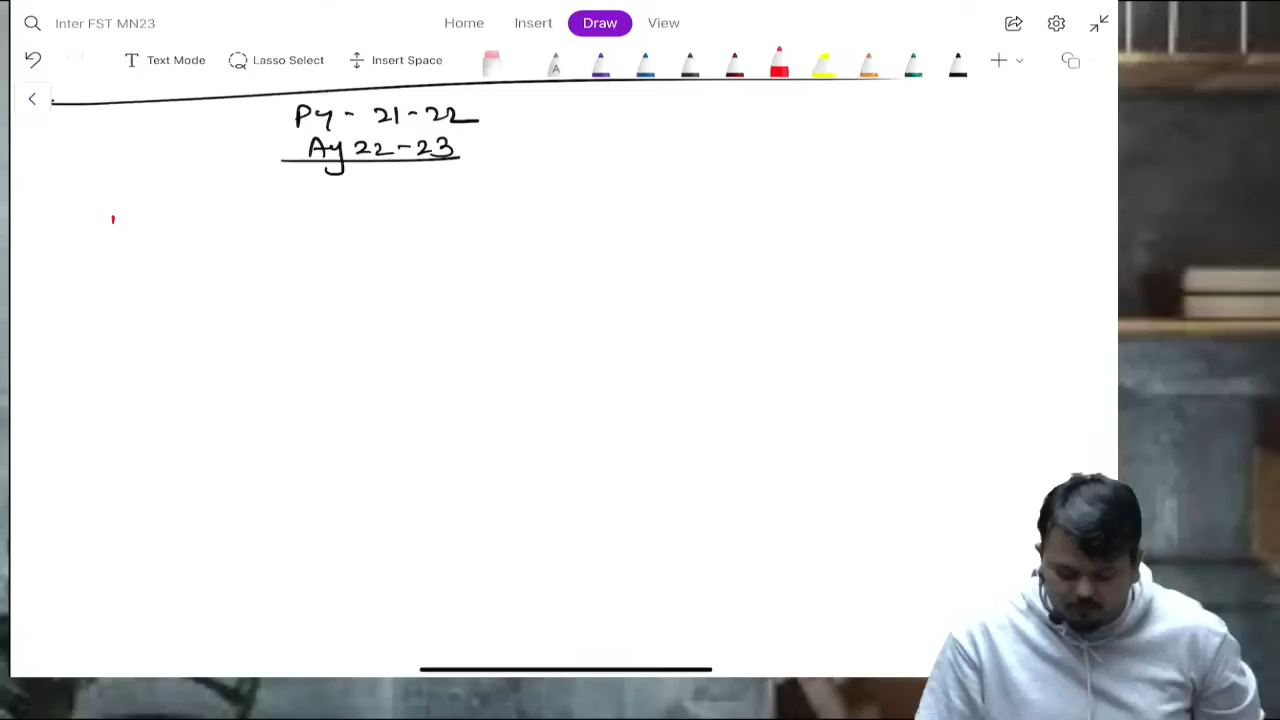 Inter FST MN23
Home Insert Draw View
Text Mode Lasso Select Insert Space
A
Py - 21-22
Ay 22-23